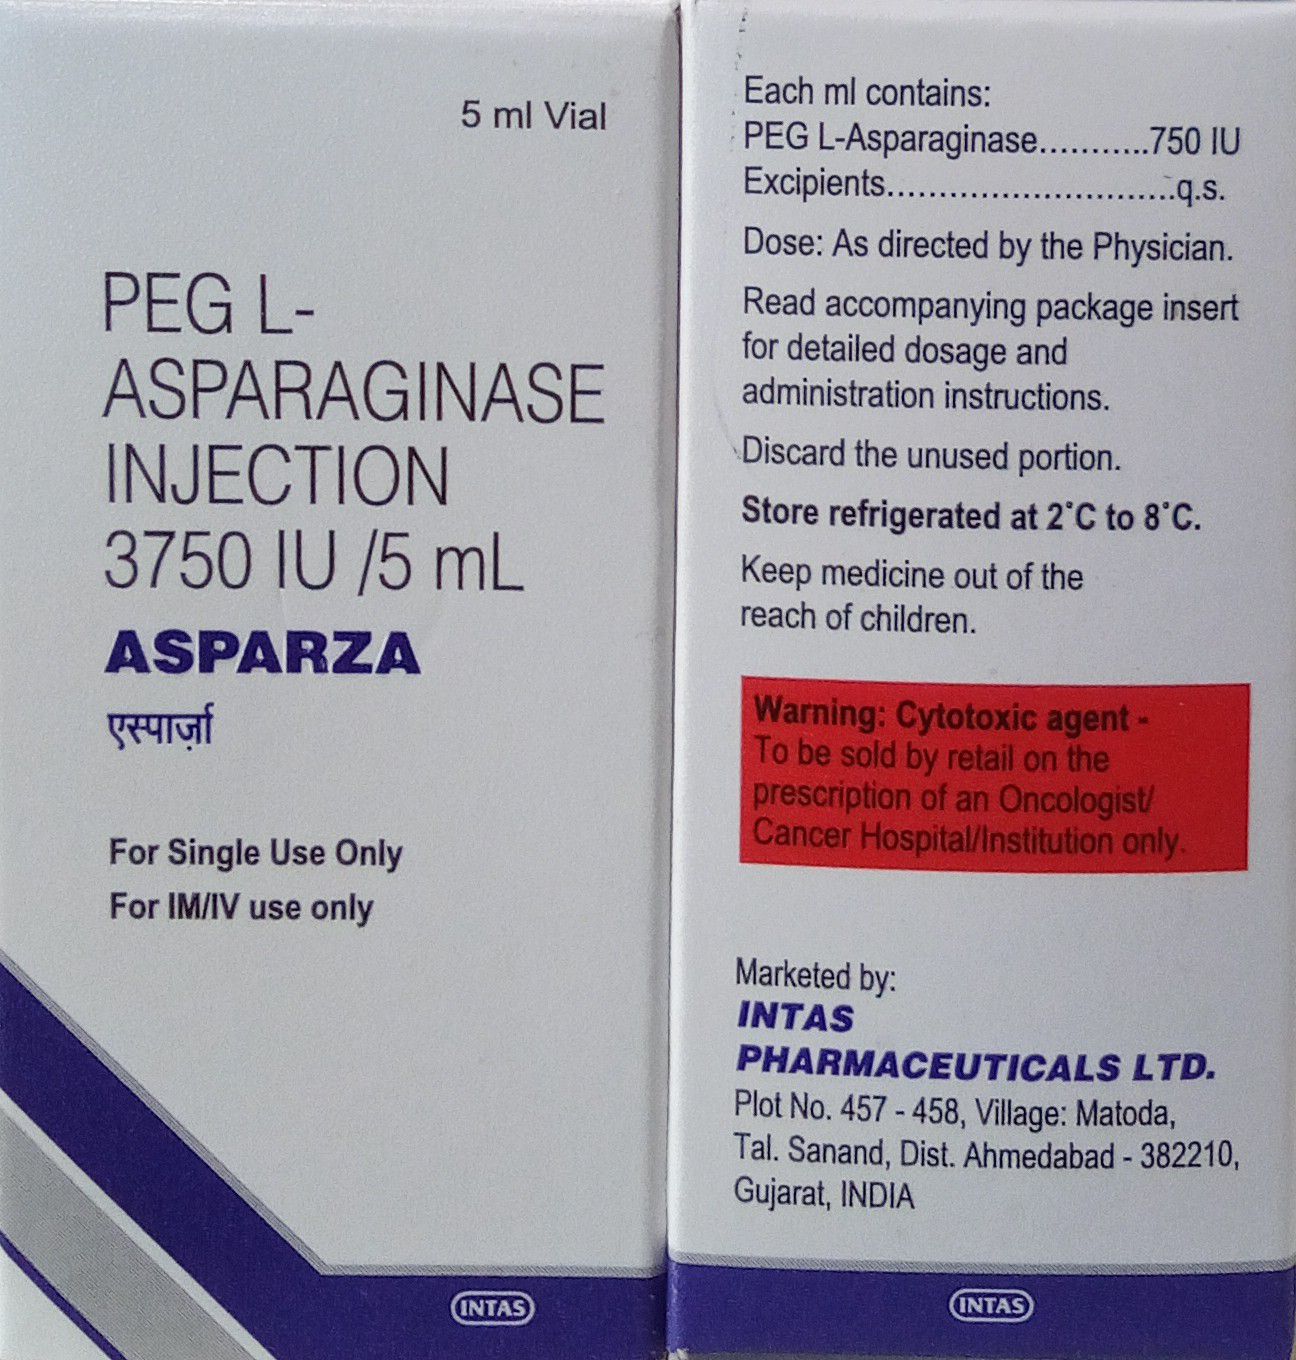 5 ml Vial
PEG L-
ASPARAGINASE
INJECTION
3750 IU /5 mL
ASPARZA
एस्पार्ज़ा
For Single Use Only
For IM/IV use only
INTAS
Each ml contains:
PEG L-Asparaginase...........750 IU
Excipients............................q.s.
Dose: As directed by the Physician.
Read accompanying package insert
for detailed dosage and
administration instructions.
Discard the unused portion.
Store refrigerated at 2°C to 8°C.
Keep medicine out of the
reach of children.
Warning: Cytotoxic agent -
To be sold by retail on the
prescription of an Oncologist/
Cancer Hospital/Institution only.
Marketed by:
INTAS
PHARMACEUTICALS LTD.
Plot No. 457 - 458, Village: Matoda,
Tal. Sanand, Dist. Ahmedabad - 382210,
Gujarat, INDIA
INTAS